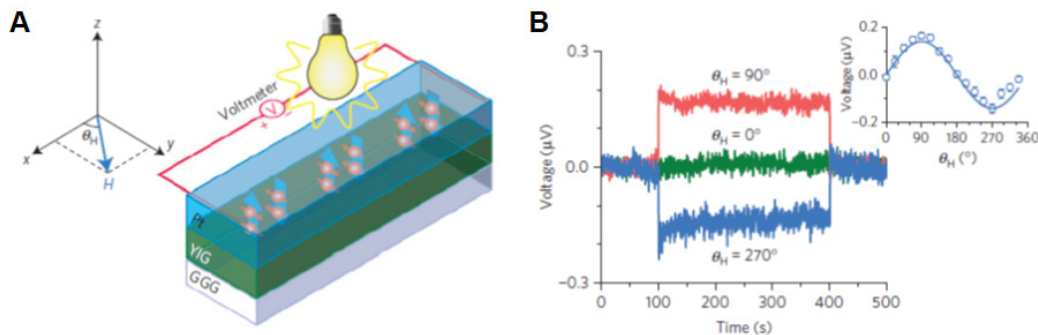 A
z
θH
x
y
H
Voltmeter
V
+ −
Pt
YIG
GGG
B
Voltage (µV)
0.3
0.0
−0.3
0
100
200
300
400
500
Time (s)
θH = 90°
θH = 0°
θH = 270°
Voltage (µV)
0.2
0.0
−0.2
0
90
180
270
360
θH (°)